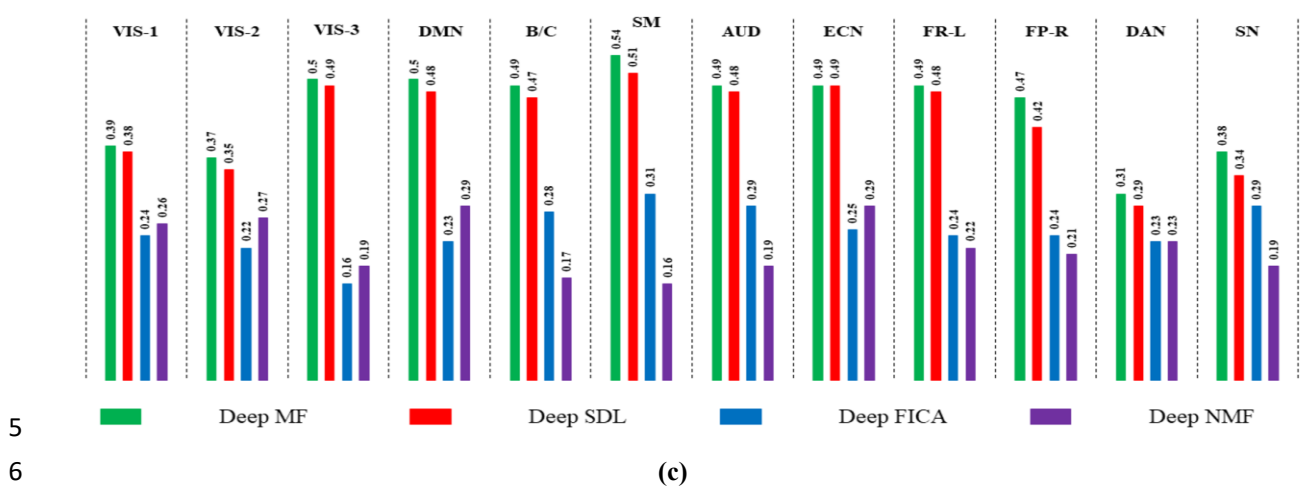 VIS-1 VIS-2 VIS-3 DMN B/C SM AUD ECN FR-L FP-R DAN SN
0.39 0.38 0.24 0.26 0.37 0.35 0.22 0.27 0.5 0.49 0.16 0.19 0.5 0.48 0.23 0.29 0.49 0.47 0.28 0.17 0.54 0.51 0.31 0.16 0.49 0.48 0.29 0.19 0.49 0.49 0.25 0.29 0.49 0.48 0.24 0.22 0.47 0.42 0.24 0.21 0.31 0.29 0.23 0.23 0.38 0.34 0.29 0.19
Deep MF Deep SDL Deep FICA Deep NMF
5
6 (c)